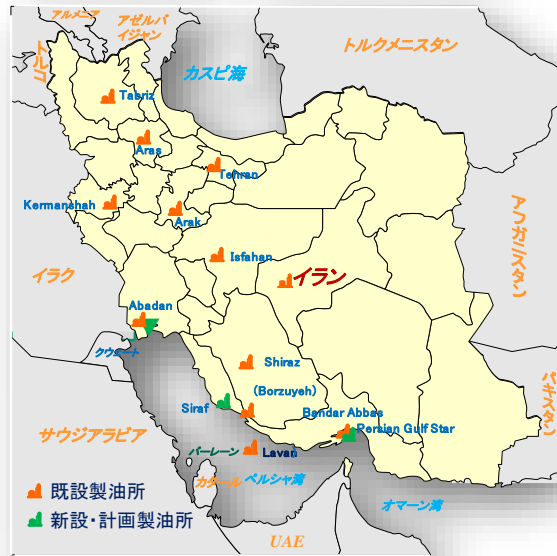 アルメニア
アゼルバ
イジャン
トルコ
カスピ海
トルクメニスタン
Tabriz
Aras
Tehran
Kermanshah
Arak
アフガニスタン
Isfahan
イラン
イラク
Abadan
クウェート
Shiraz
(Borzuyeh)
Siraf
Bandar Abbas
Persian Gulf Star
パキスタン
サウジアラビア
バーレーン
Lavan
カタール
ペルシャ湾
オマーン湾
既設製油所
新設・計画製油所
UAE